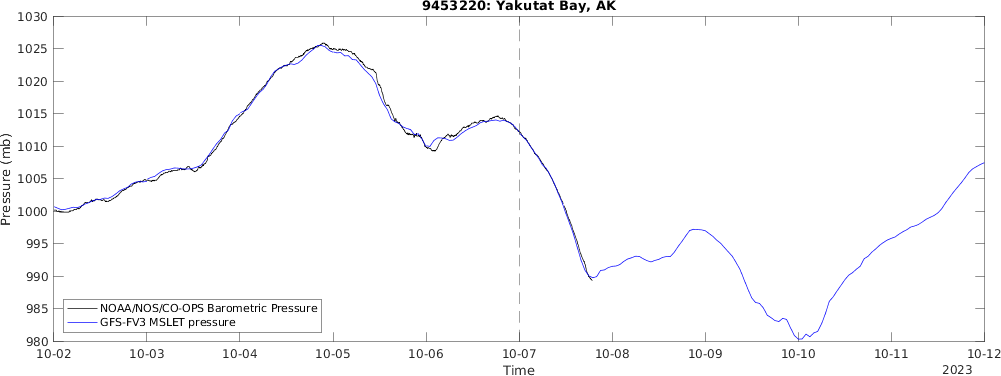 9453220: Yakutat Bay, AK
1030
1025
1020
1015
1010
1005
1000
995
990
985
980
Pressure (mb)
NOAA/NOS/CO-OPS Barometric Pressure
GFS-FV3 MSLET pressure
10-02 10-03 10-04 10-05 10-06 10-07 10-08 10-09 10-10 10-11 10-12
Time
2023